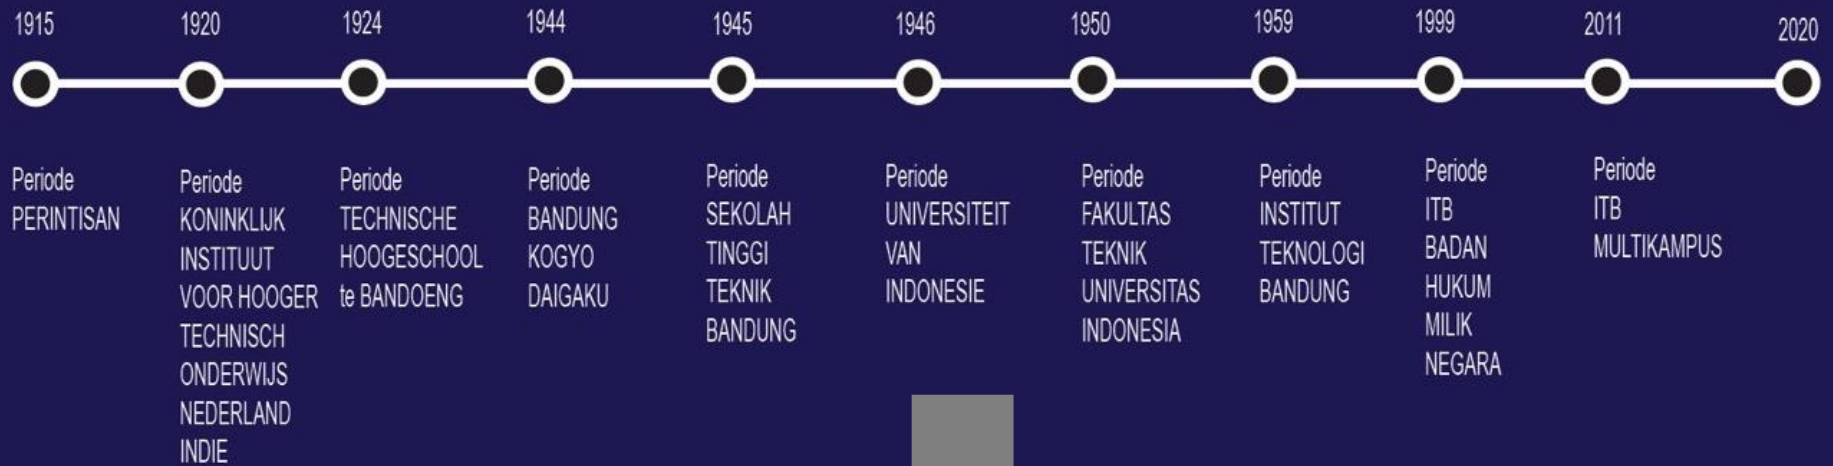 1915
1920
1924
1944
1945
1946
1950
1959
1999
2011
2020
Periode
PERINTISAN
Periode
KONINKLIJK
INSTITUUT
VOOR HOOGER
TECHNISCH
ONDERWIJS
NEDERLAND
INDIE
Periode
TECHNISCHE
HOOGESCHOOL
te BANDOENG
Periode
BANDUNG
KOGYO
DAIGAKU
Periode
SEKOLAH
TINGGI
TEKNIK
BANDUNG
Periode
UNIVERSITEIT
VAN
INDONESIE
Periode
FAKULTAS
TEKNIK
UNIVERSITAS
INDONESIA
Periode
INSTITUT
TEKNOLOGI
BANDUNG
Periode
ITB
BADAN
HUKUM
MILIK
NEGARA
Periode
ITB
MULTIKAMPUS